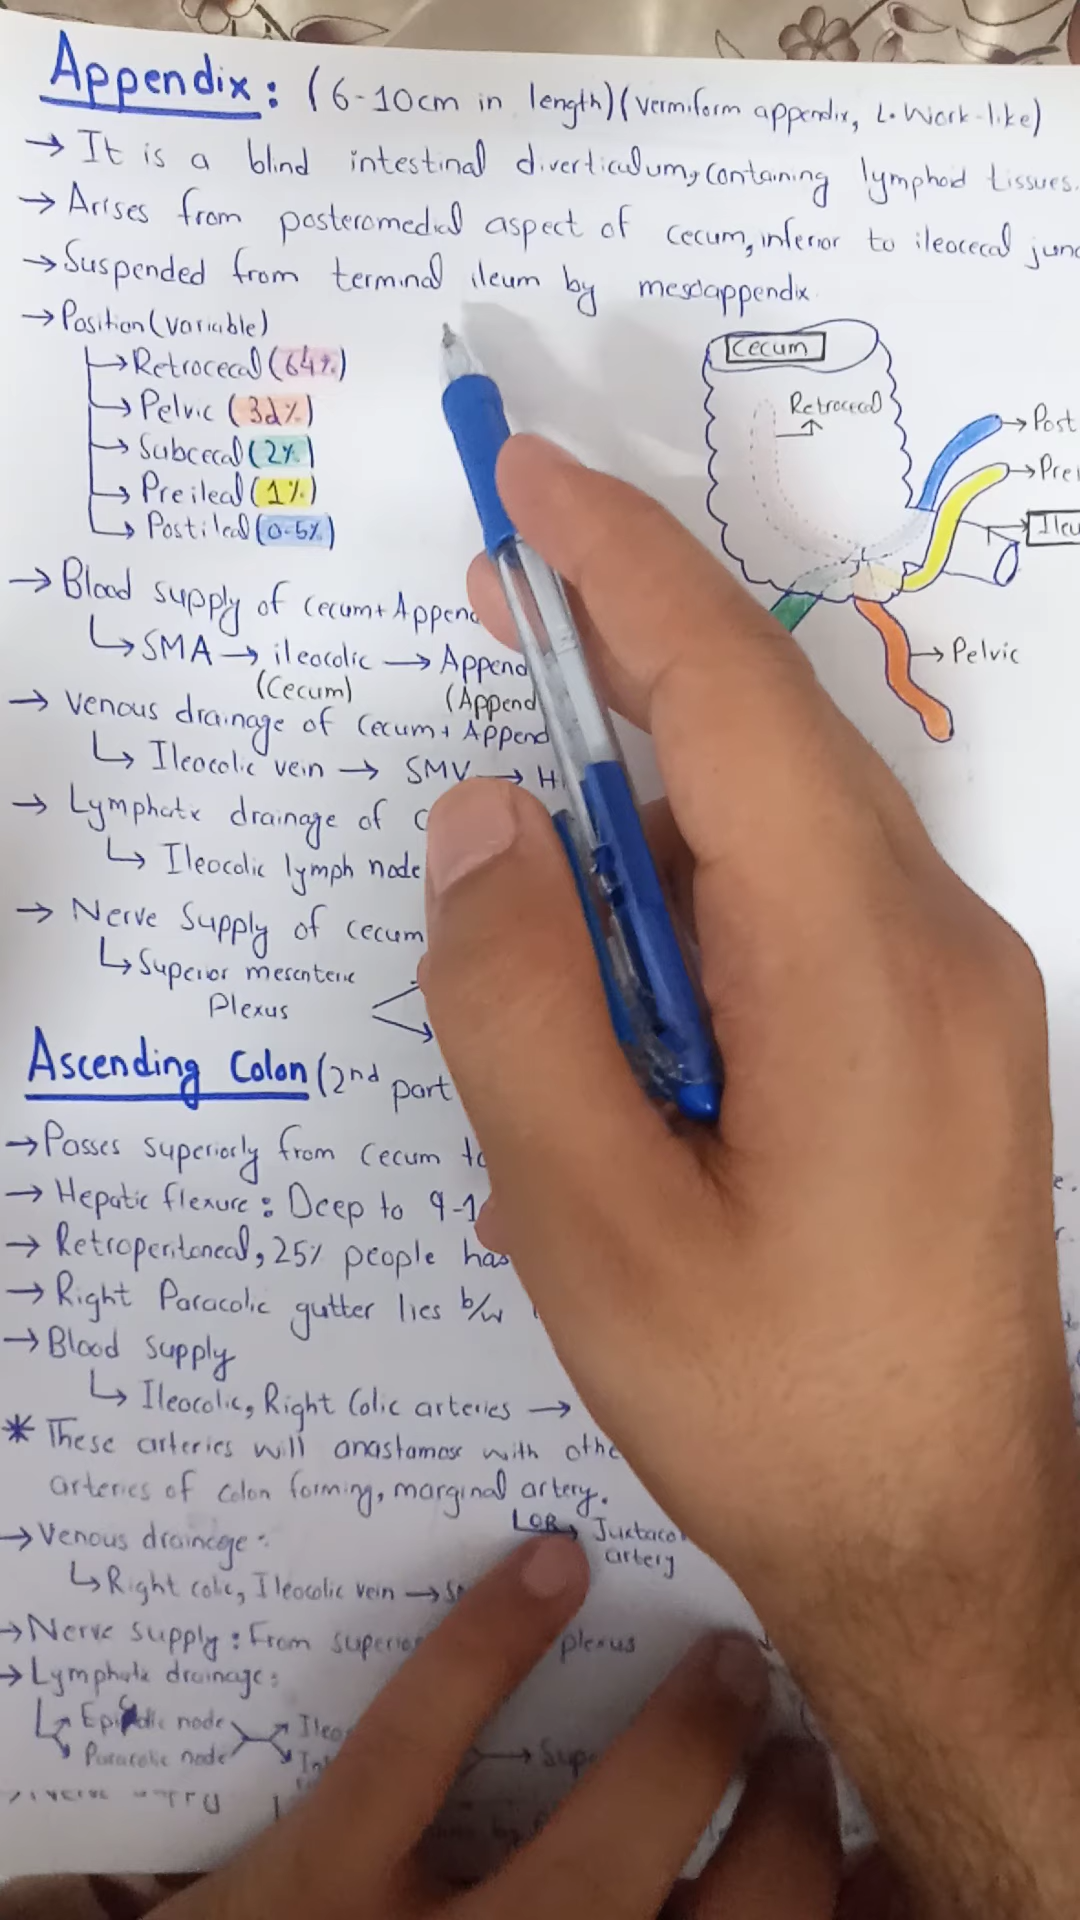 Appendix: (6-10cm in length)(vermiform appendix, L. Work-like)
→ It is a blind intestinal diverticulum, containing lymphoid tissues.
→ Arises from posteromedial aspect of cecum, inferior to ileocecal junc
→ Suspended from terminal ileum by mesoappendix.
→ Position (variable)
→ Retrocecal (64%)
→ Pelvic (32%)
→ Subcecal (2%)
→ Preileal (1%)
→ Postileal (0.5%)
Cecum
Retrocecal
→ Post
→ Pre
Ileu
→ Pelvic
→ Blood supply of cecum + Append
↳ SMA → ileocolic → Append
(Cecum) (Append
→ Venous drainage of Cecum + Append
↳ Ileocolic vein → SMV → H
→ Lymphatic drainage of C
↳ Ileocolic lymph node
→ Nerve Supply of cecum
↳ Superior mesenteric
Plexus
Ascending Colon (2nd part
→ Passes superiorly from cecum to
→ Hepatic flexure: Deep to 9-1
→ Retroperitoneal, 25% people has
→ Right Paracolic gutter lies b/w
→ Blood supply
↳ Ileocolic, Right Colic arteries →
* These arteries will anastamose with othe
arteries of colon forming, marginal artery.
OR → Juxtaco
artery
→ Venous drainage:
↳ Right colic, Ileocolic vein →
→ Nerve supply: From superio plexus
→ Lymphatic drainage:
Epicolic node Ileo
Paracolic node In → Supe